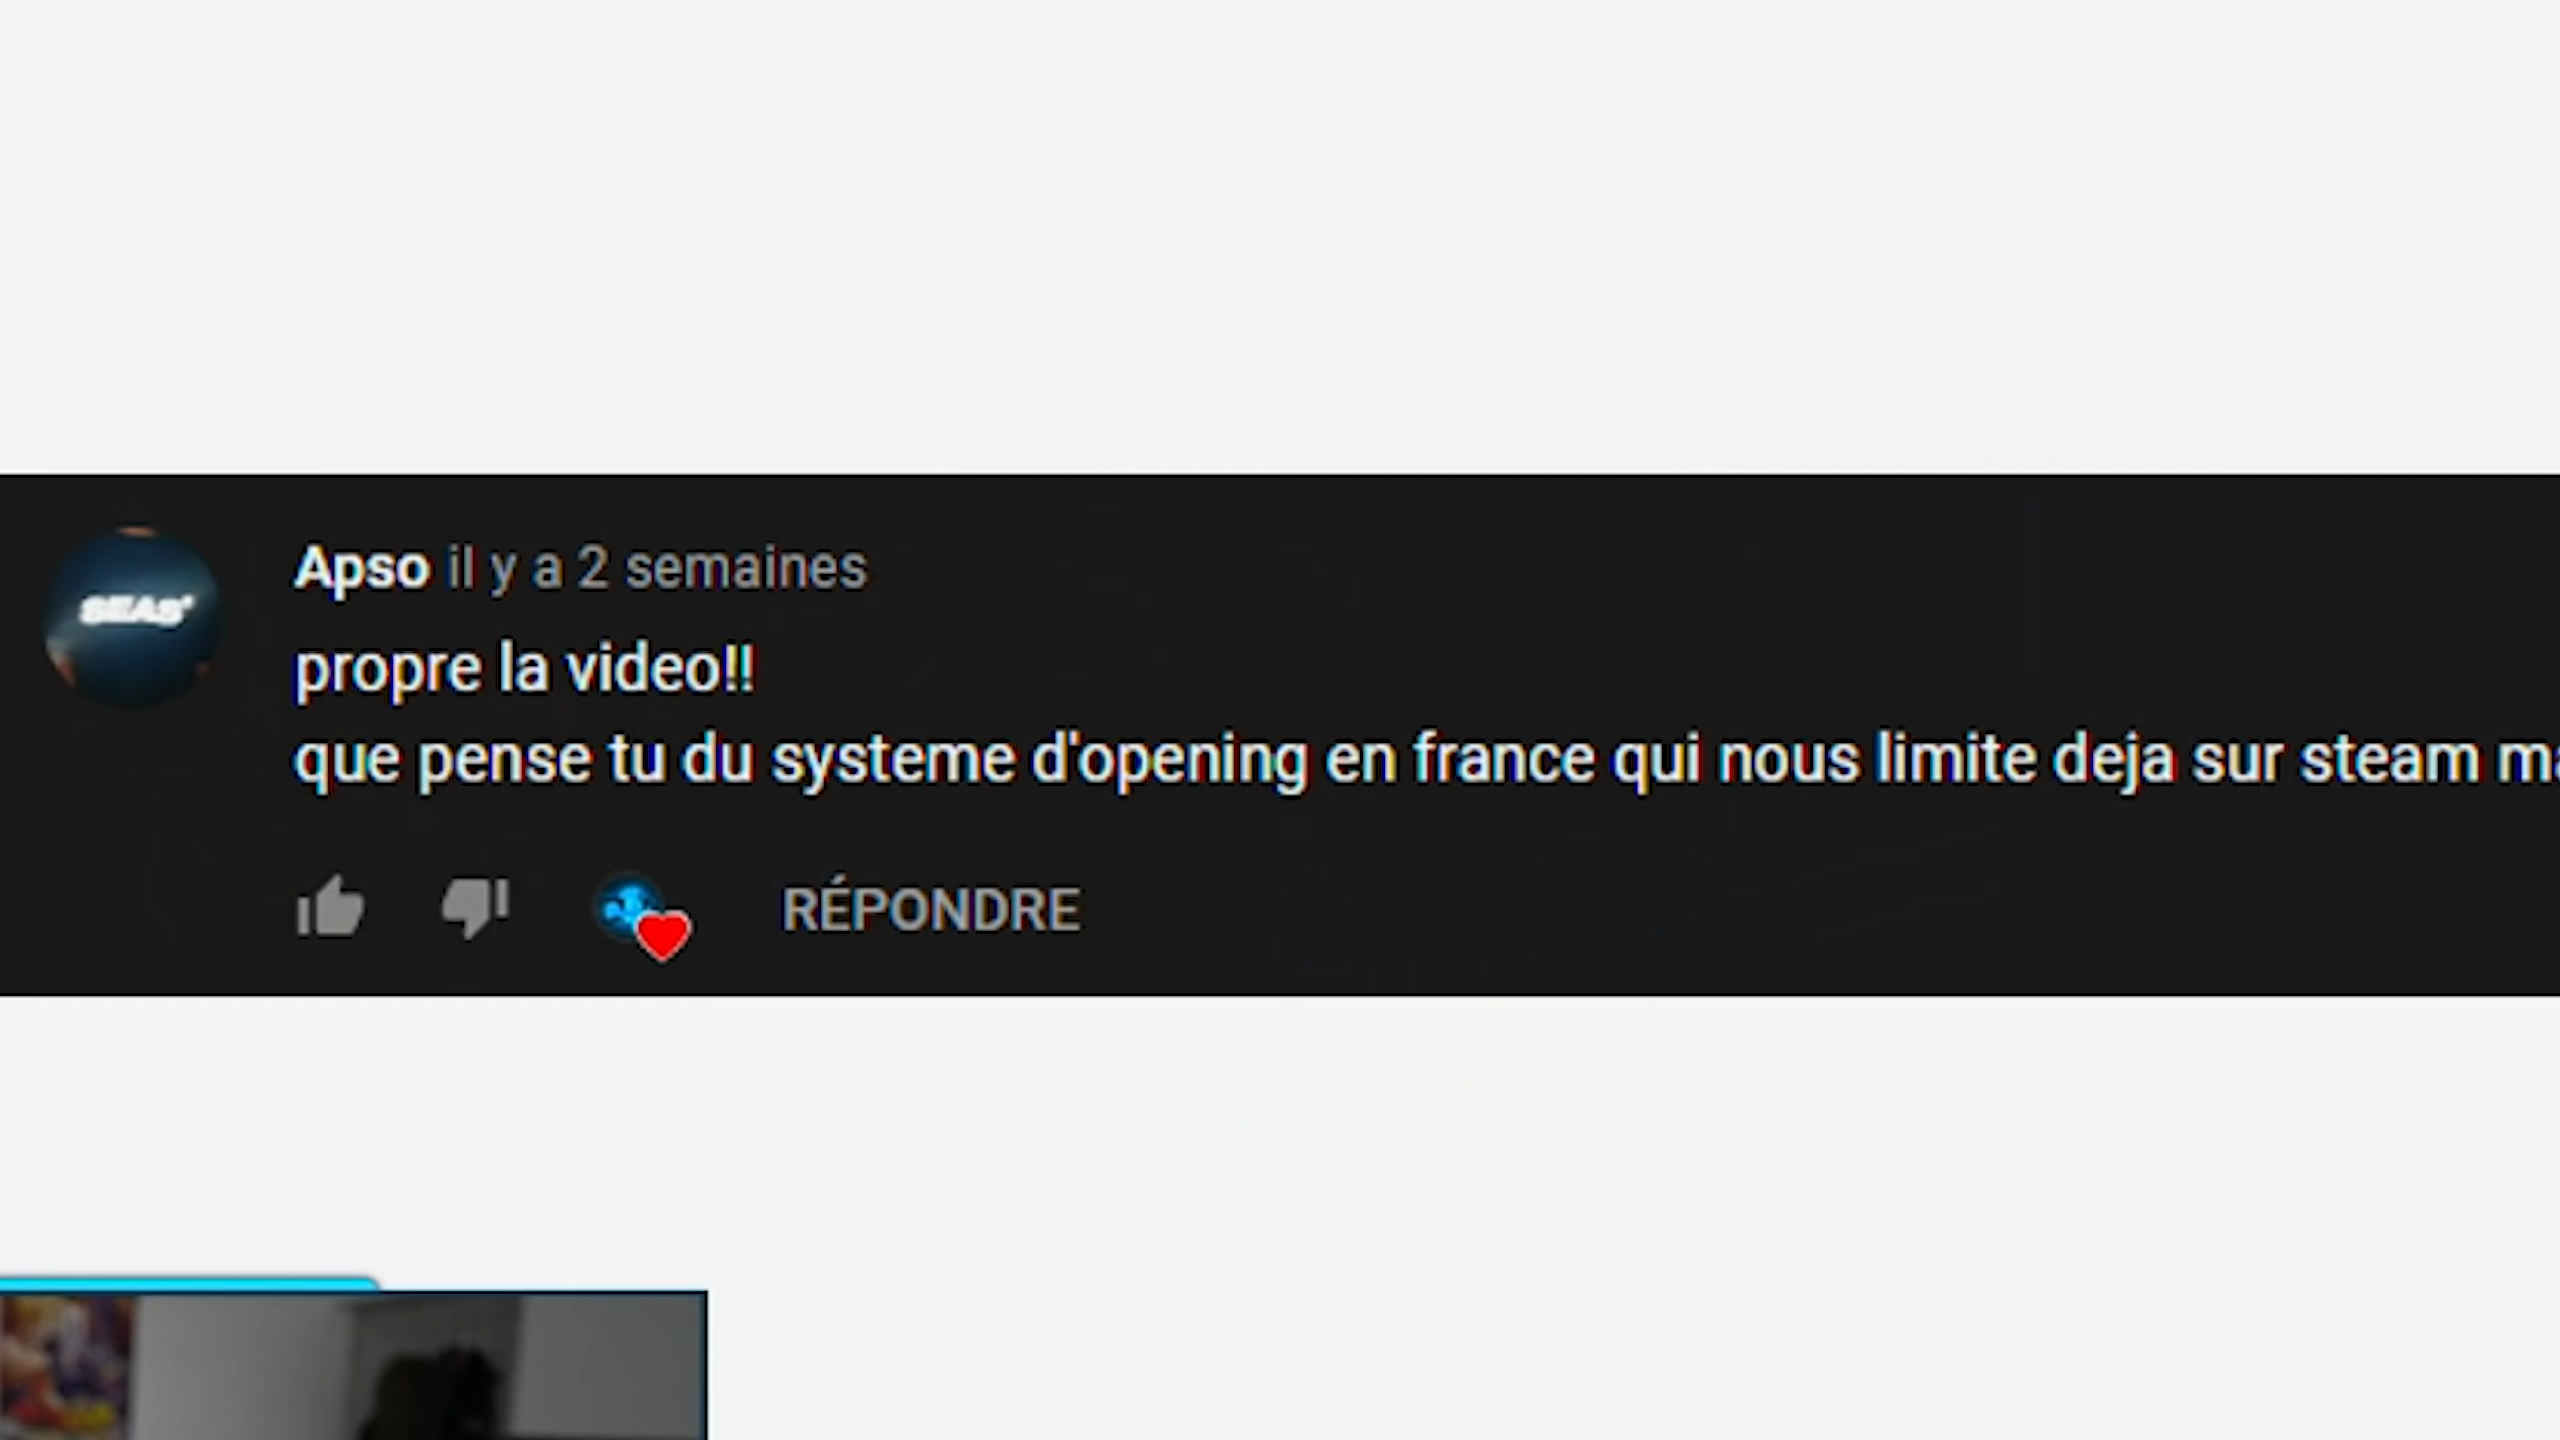 SEAS
Apso il y a 2 semaines
propre la video!!
que pense tu du systeme d'opening en france qui nous limite deja sur steam
RÉPONDRE